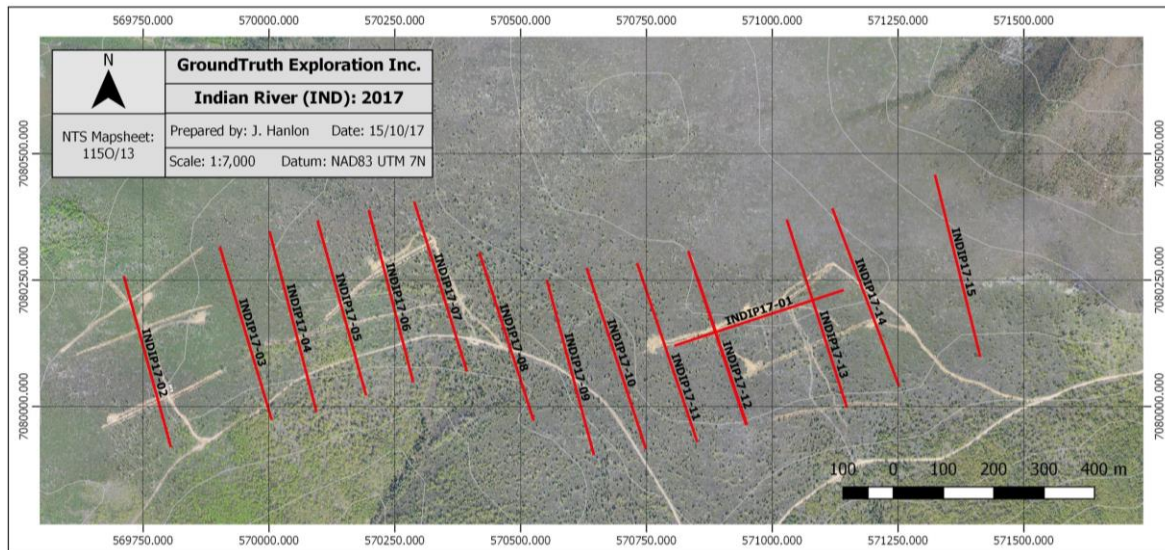 569750.000 570000.000 570250.000 570500.000 570750.000 571000.000 571250.000 571500.000
N
GroundTruth Exploration Inc.
Indian River (IND): 2017
NTS Mapsheet:
115O/13
Prepared by: J. Hanlon Date: 15/10/17
Scale: 1:7,000 Datum: NAD83 UTM 7N
7080500.000 7080500.000
7080250.000 7080250.000
7080000.000 7080000.000
INDIP17-02
INDIP17-03
INDIP17-04
INDIP17-05
INDIP17-06
INDIP17-07
INDIP17-08
INDIP17-09
INDIP17-10
INDIP17-11
INDIP17-12
INDIP17-01
INDIP17-13
INDIP17-14
INDIP17-15
100 0 100 200 300 400 m
569750.000 570000.000 570250.000 570500.000 570750.000 571000.000 571250.000 571500.000